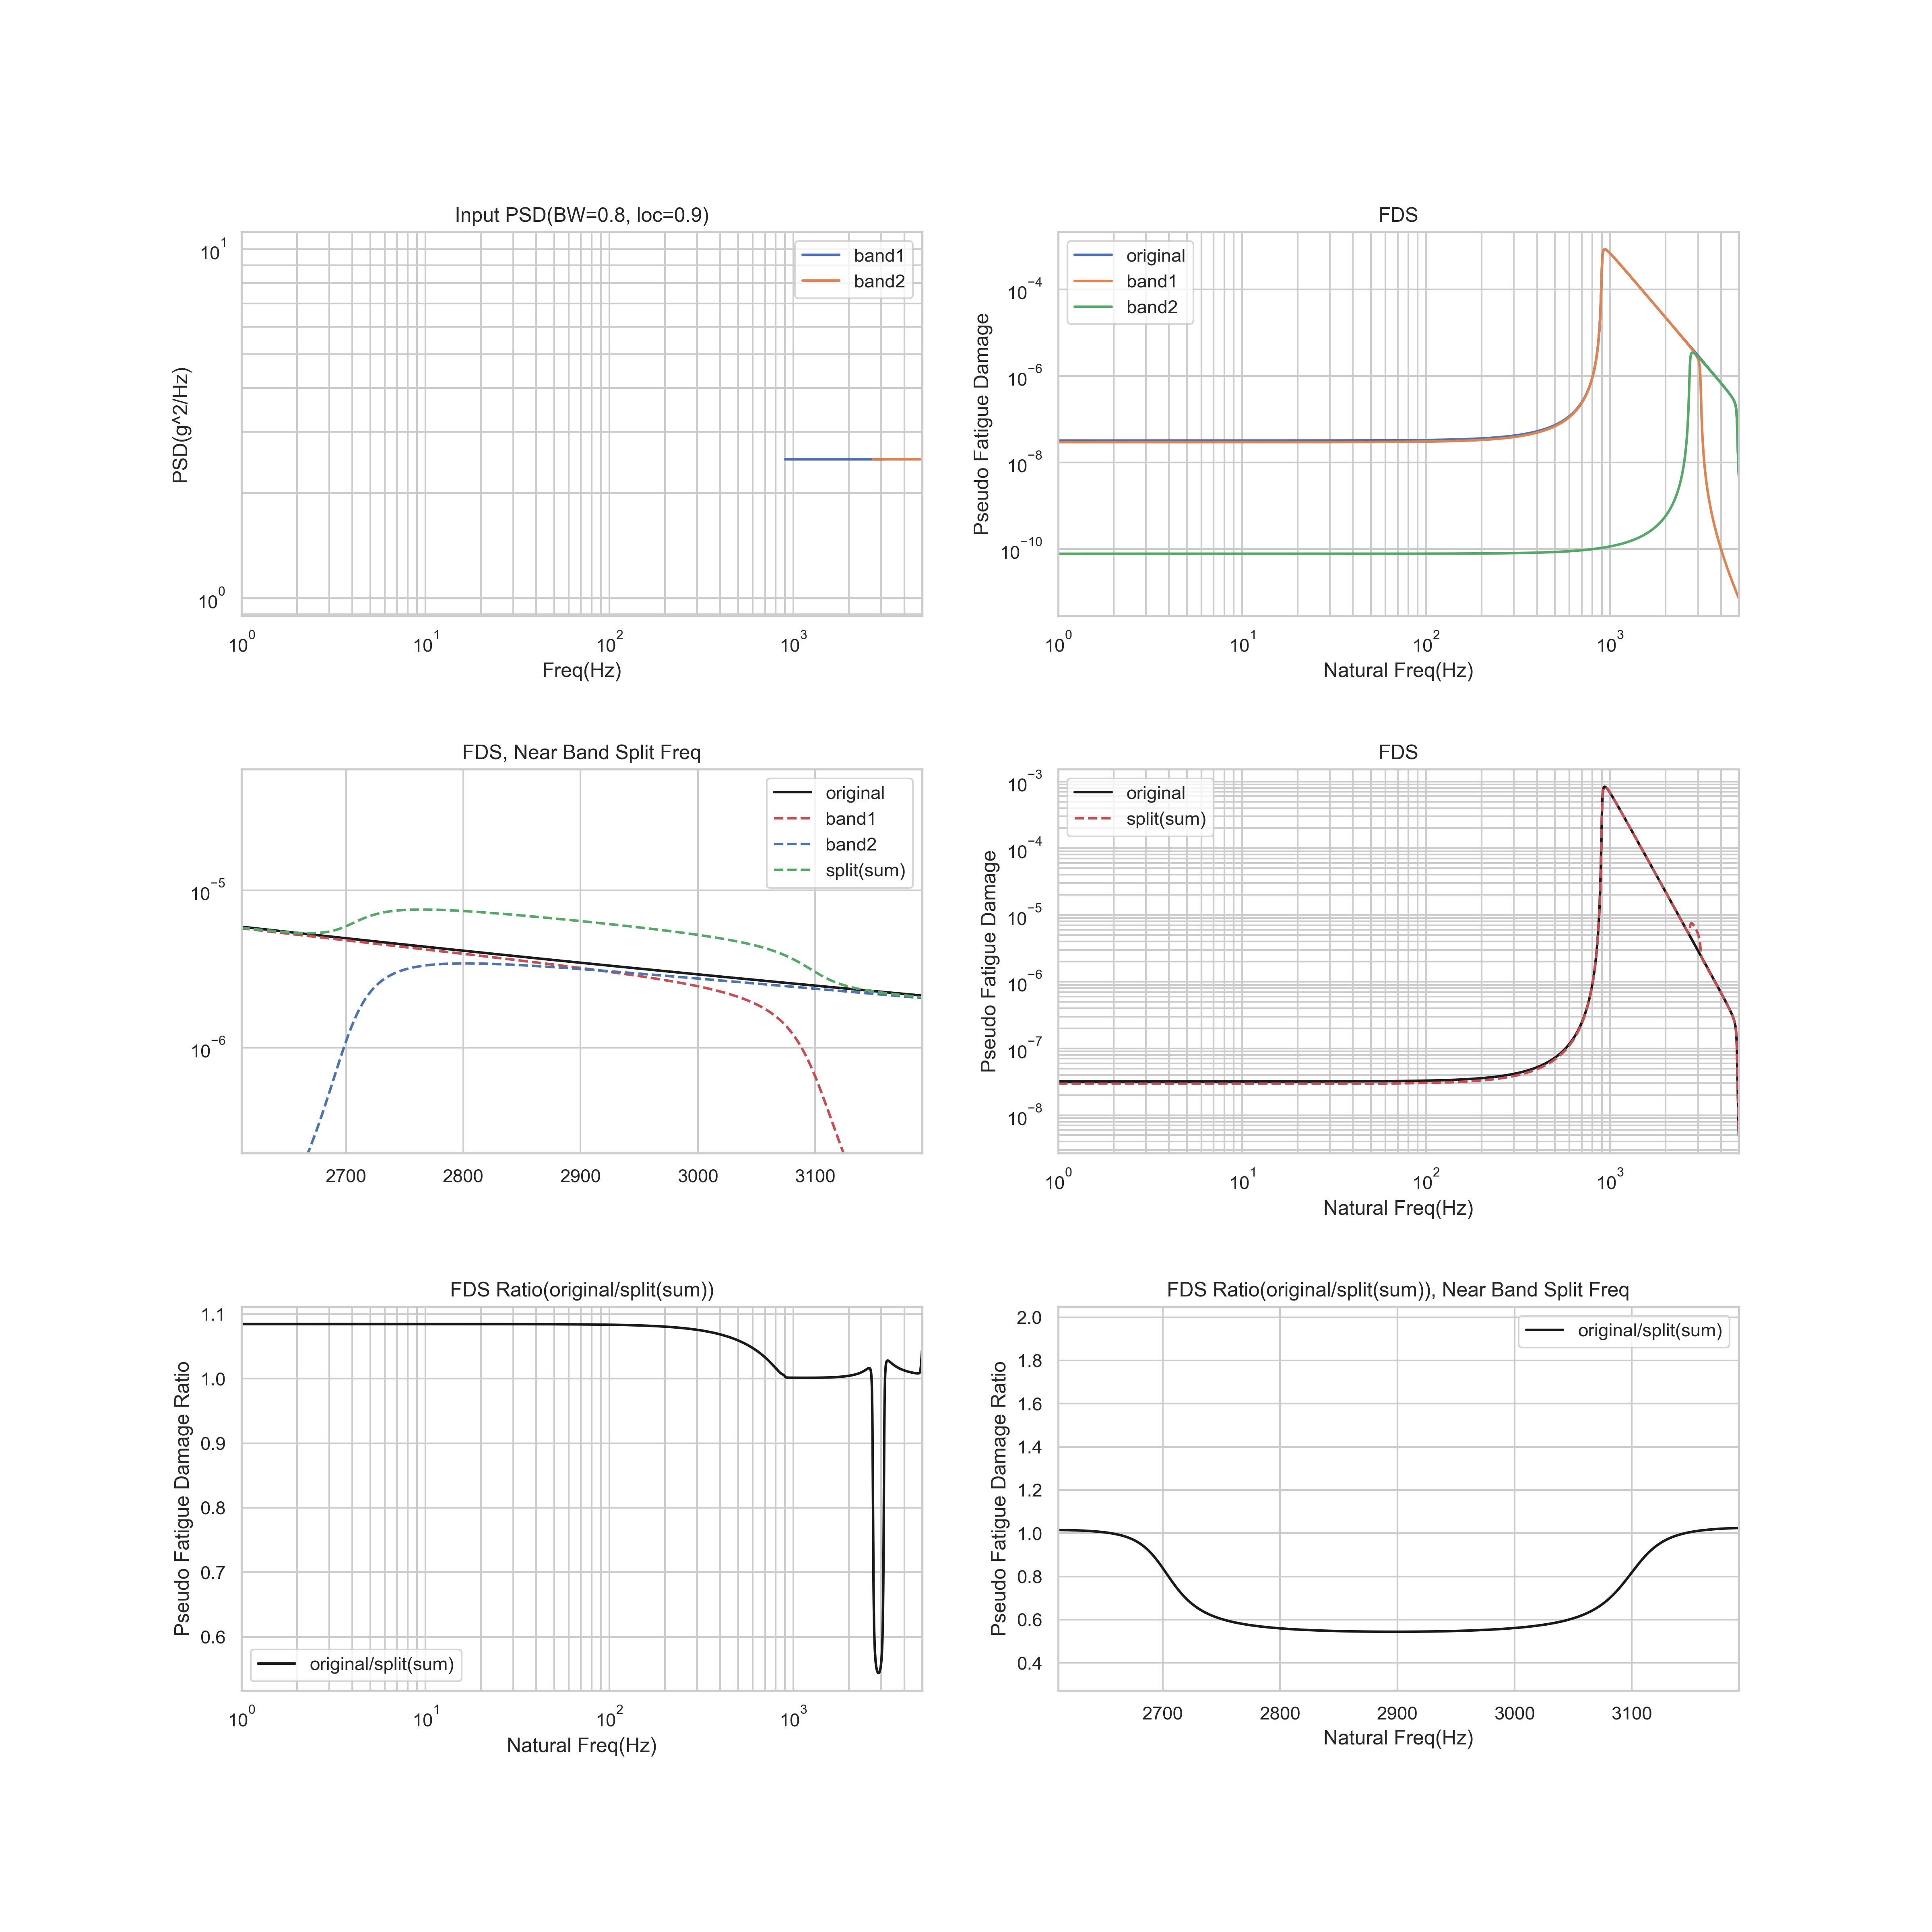 Input PSD(BW=0.8, loc=0.9)
PSD(g^2/Hz)
10^1
10^0
band1
band2
10^0 10^1 10^2 10^3
Freq(Hz)
FDS
Pseudo Fatigue Damage
10^−4
10^−6
10^−8
10^−10
original
band1
band2
10^0 10^1 10^2 10^3
Natural Freq(Hz)
FDS, Near Band Split Freq
10^−5
10^−6
original
band1
band2
split(sum)
2700 2800 2900 3000 3100
FDS
Pseudo Fatigue Damage
10^−3
10^−4
10^−5
10^−6
10^−7
10^−8
original
split(sum)
10^0 10^1 10^2 10^3
Natural Freq(Hz)
FDS Ratio(original/split(sum))
Pseudo Fatigue Damage Ratio
1.1
1.0
0.9
0.8
0.7
0.6
original/split(sum)
10^0 10^1 10^2 10^3
Natural Freq(Hz)
FDS Ratio(original/split(sum)), Near Band Split Freq
Pseudo Fatigue Damage Ratio
2.0
1.8
1.6
1.4
1.2
1.0
0.8
0.6
0.4
original/split(sum)
2700 2800 2900 3000 3100
Natural Freq(Hz)